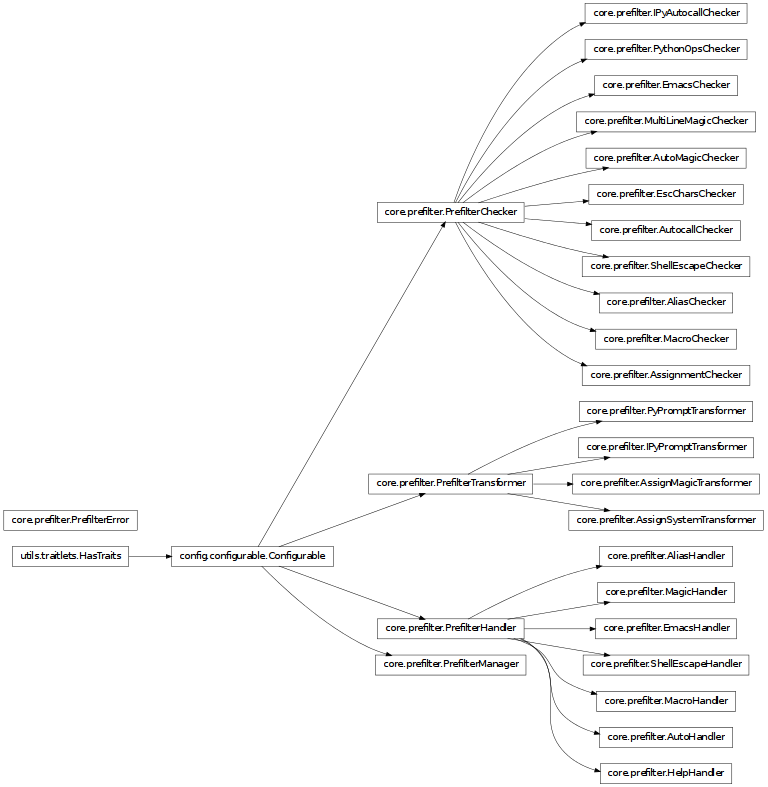 core.prefilter.IPyAutocallChecker
core.prefilter.PythonOpsChecker
core.prefilter.EmacsChecker
core.prefilter.MultiLineMagicChecker
core.prefilter.AutoMagicChecker
core.prefilter.EscCharsChecker
core.prefilter.PrefilterChecker
core.prefilter.AutocallChecker
core.prefilter.ShellEscapeChecker
core.prefilter.AliasChecker
core.prefilter.MacroChecker
core.prefilter.AssignmentChecker
core.prefilter.PyPromptTransformer
core.prefilter.IPyPromptTransformer
core.prefilter.PrefilterTransformer
core.prefilter.AssignMagicTransformer
core.prefilter.PrefilterError
core.prefilter.AssignSystemTransformer
utils.traitlets.HasTraits
config.configurable.Configurable
core.prefilter.AliasHandler
core.prefilter.MagicHandler
core.prefilter.PrefilterHandler
core.prefilter.EmacsHandler
core.prefilter.PrefilterManager
core.prefilter.ShellEscapeHandler
core.prefilter.MacroHandler
core.prefilter.AutoHandler
core.prefilter.HelpHandler